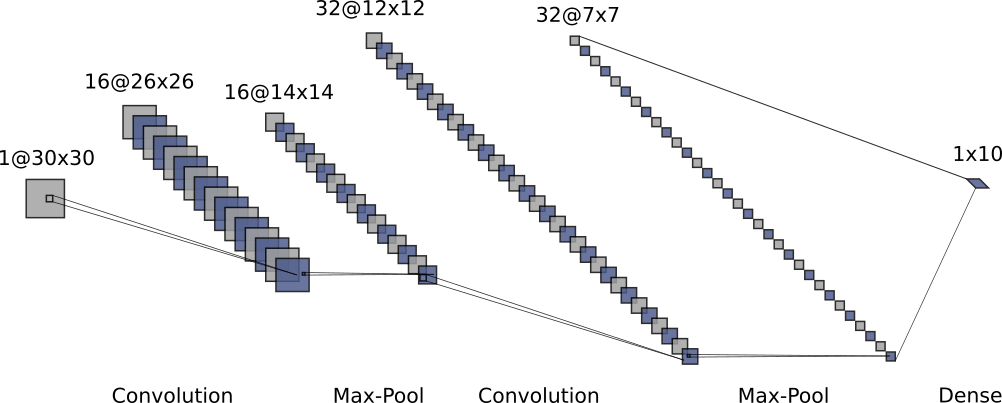 32@12x12
32@7x7
16@26x26
16@14x14
1@30x30
1x10
Convolution
Max-Pool
Convolution
Max-Pool
Dense